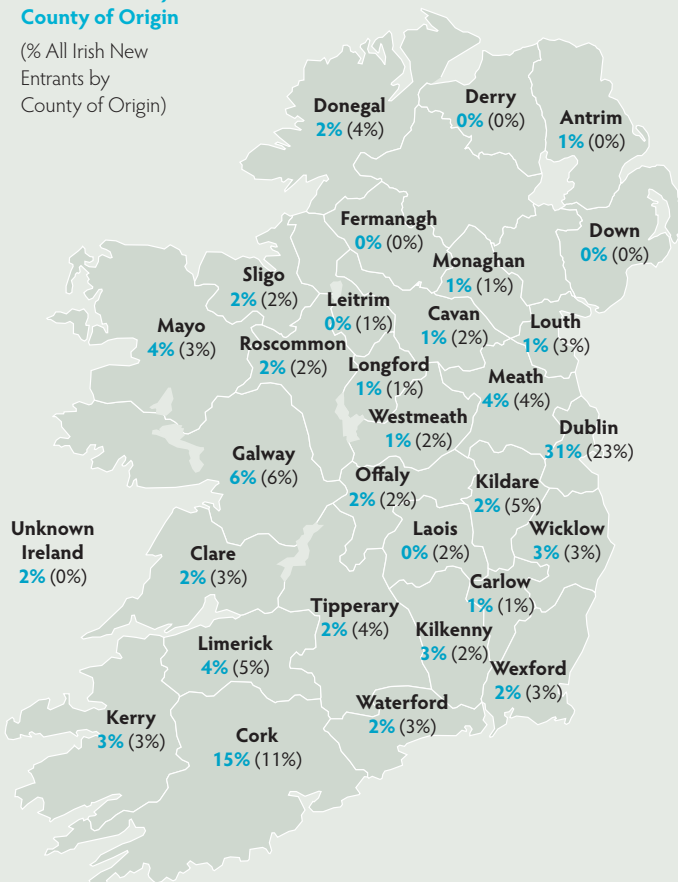 County of Origin
(% All Irish New
Entrants by
County of Origin)
Donegal
2% (4%)
Derry
0% (0%)
Antrim
1% (0%)
Fermanagh
0% (0%)
Down
0% (0%)
Monaghan
1% (1%)
Sligo
2% (2%)
Leitrim
0% (1%)
Cavan
1% (2%)
Louth
1% (3%)
Mayo
4% (3%)
Roscommon
2% (2%)
Longford
1% (1%)
Meath
4% (4%)
Westmeath
1% (2%)
Dublin
31% (23%)
Galway
6% (6%)
Offaly
2% (2%)
Kildare
2% (5%)
Unknown
Ireland
2% (0%)
Clare
2% (3%)
Laois
0% (2%)
Wicklow
3% (3%)
Carlow
1% (1%)
Tipperary
2% (4%)
Kilkenny
3% (2%)
Limerick
4% (5%)
Wexford
2% (3%)
Waterford
2% (3%)
Kerry
3% (3%)
Cork
15% (11%)